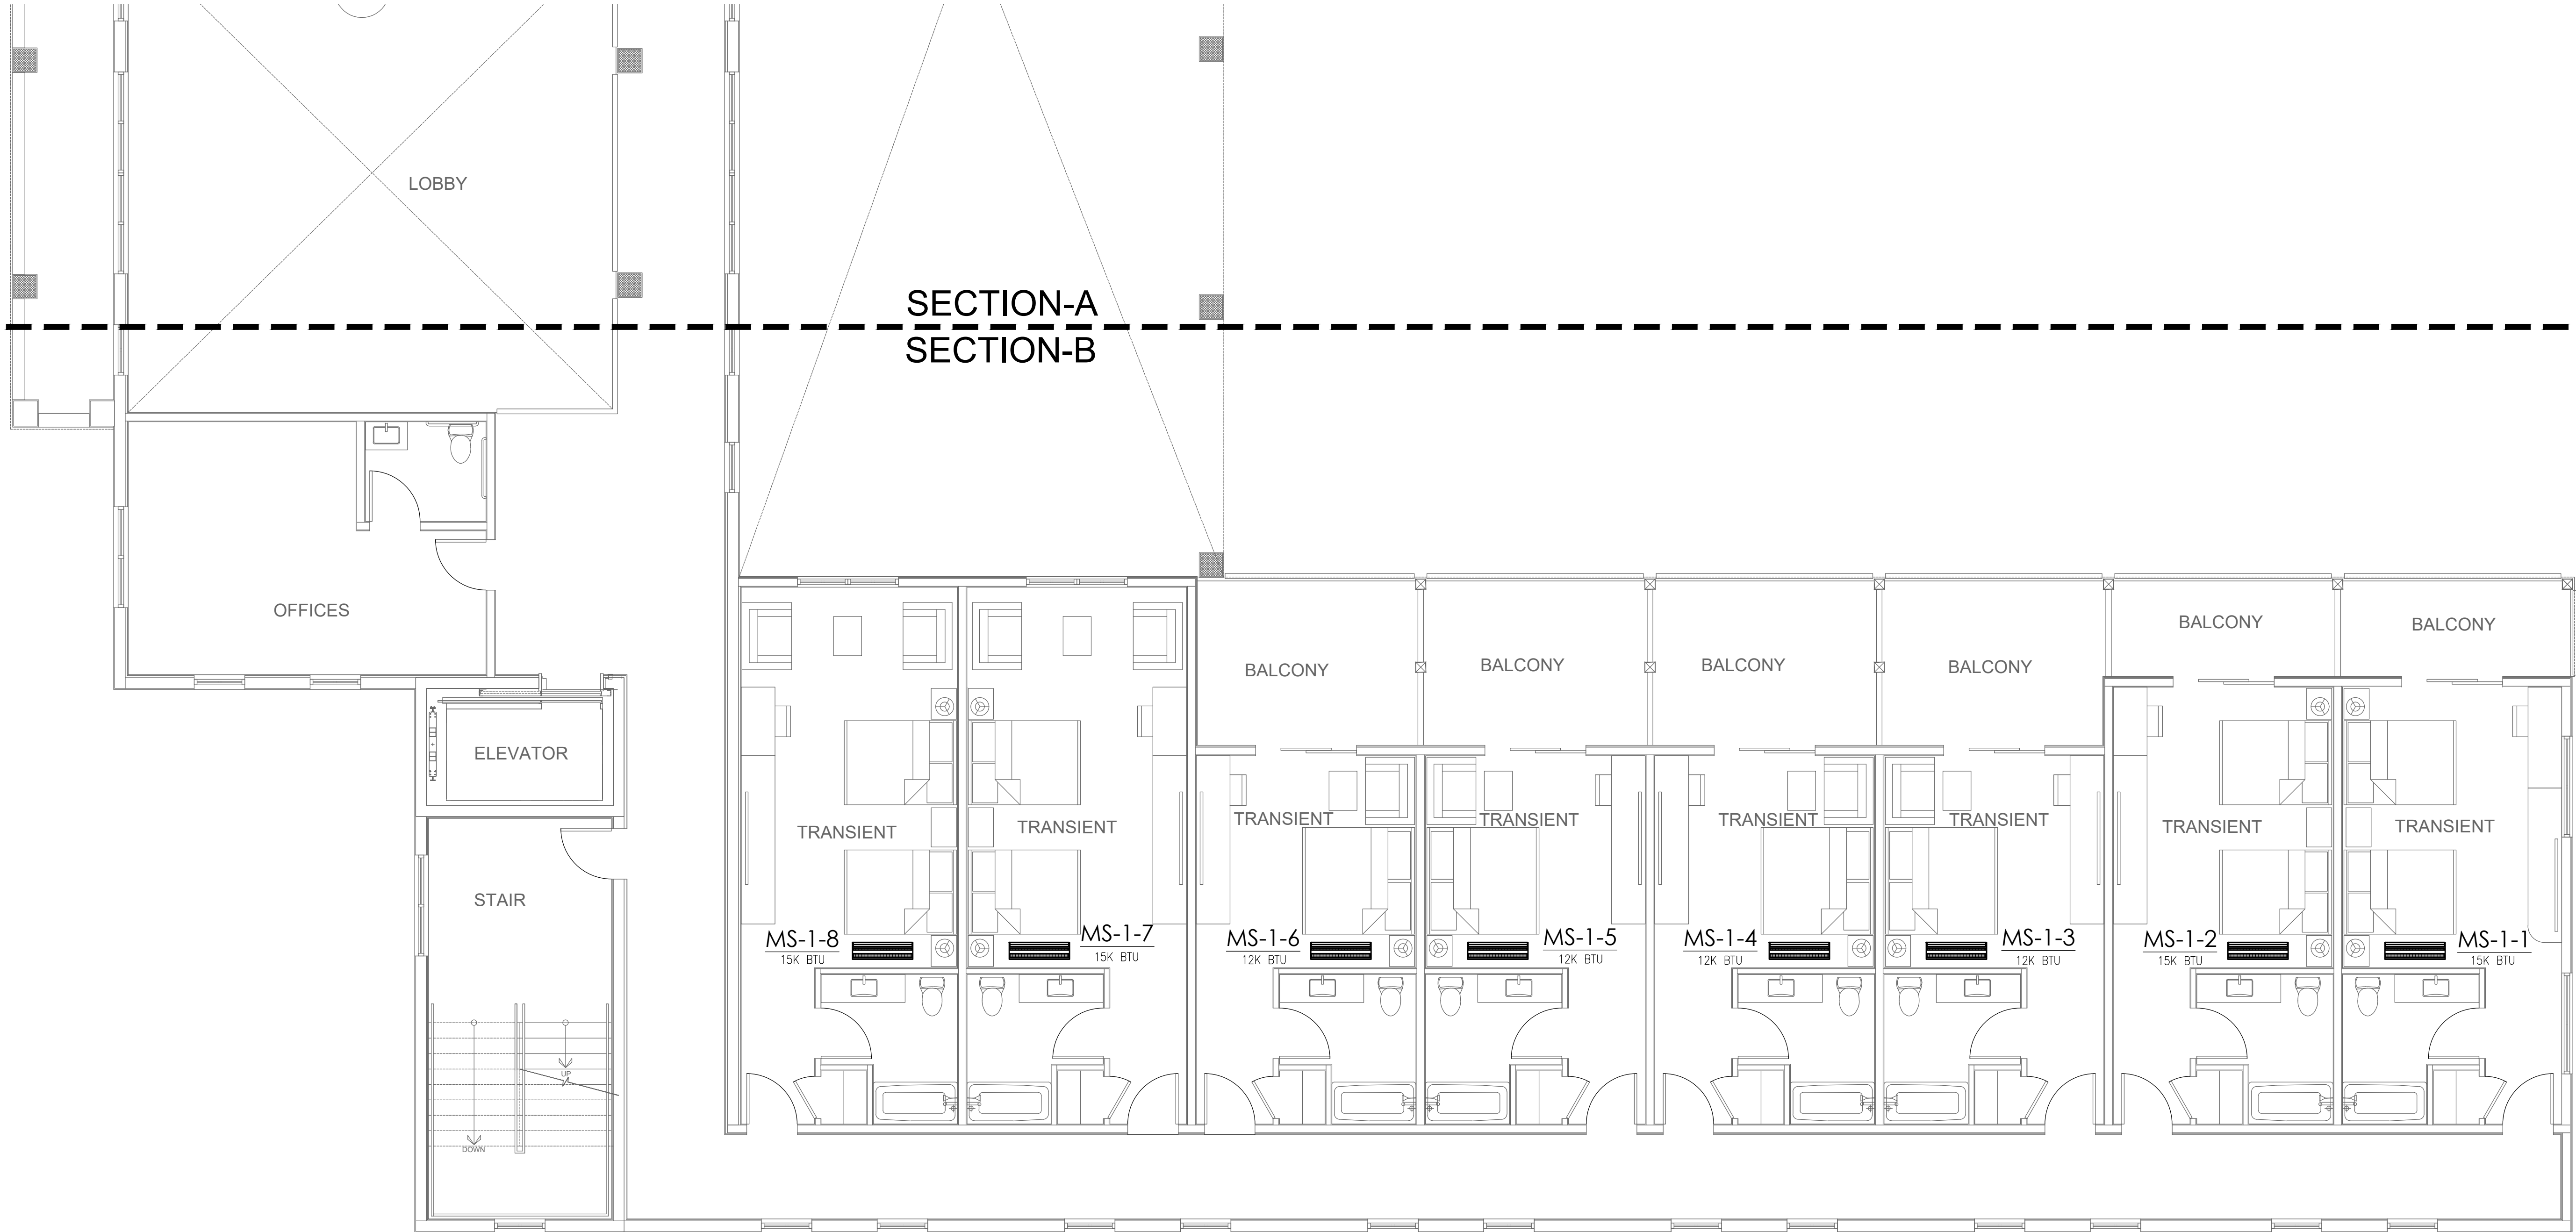 LOBBY
SECTION-A
SECTION-B
OFFICES
BALCONY
BALCONY
BALCONY
BALCONY
BALCONY
BALCONY
ELEVATOR
TRANSIENT
TRANSIENT
TRANSIENT
TRANSIENT
TRANSIENT
TRANSIENT
TRANSIENT
TRANSIENT
STAIR
MS-1-8
15K BTU
MS-1-7
15K BTU
MS-1-6
12K BTU
MS-1-5
12K BTU
MS-1-4
12K BTU
MS-1-3
12K BTU
MS-1-2
15K BTU
MS-1-1
15K BTU
UP
DOWN